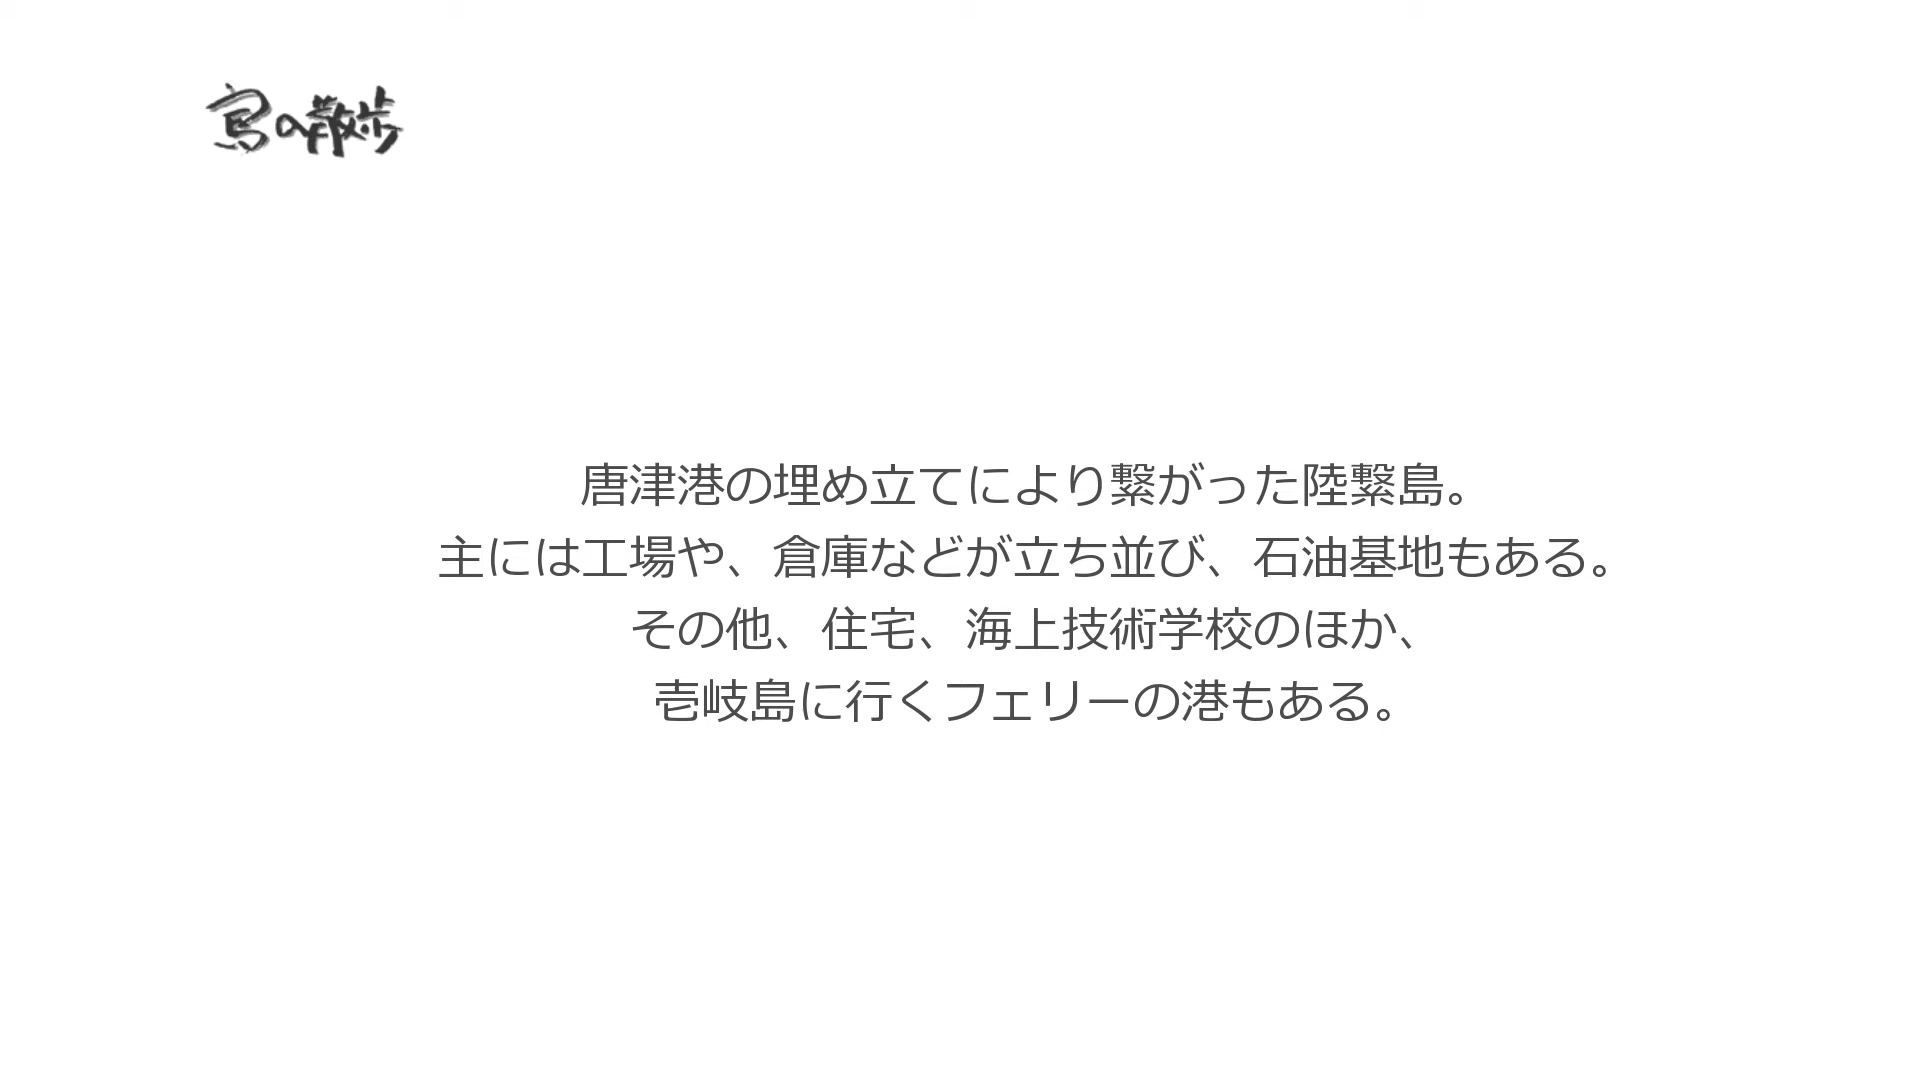 鳶の散歩
唐津港の埋め立てにより繋がった陸繋島。
主には工場や、倉庫などが立ち並び、石油基地もある。
その他、住宅、海上技術学校のほか、
壱岐島に行くフェリーの港もある。